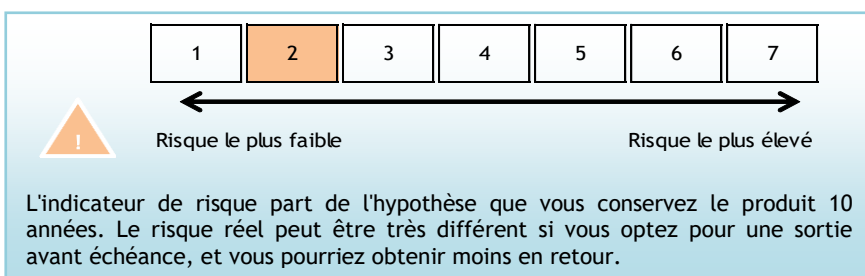 1 2 3 4 5 6 7
!
Risque le plus faible Risque le plus élevé
L'indicateur de risque part de l'hypothèse que vous conservez le produit 10
années. Le risque réel peut être très différent si vous optez pour une sortie
avant échéance, et vous pourriez obtenir moins en retour.